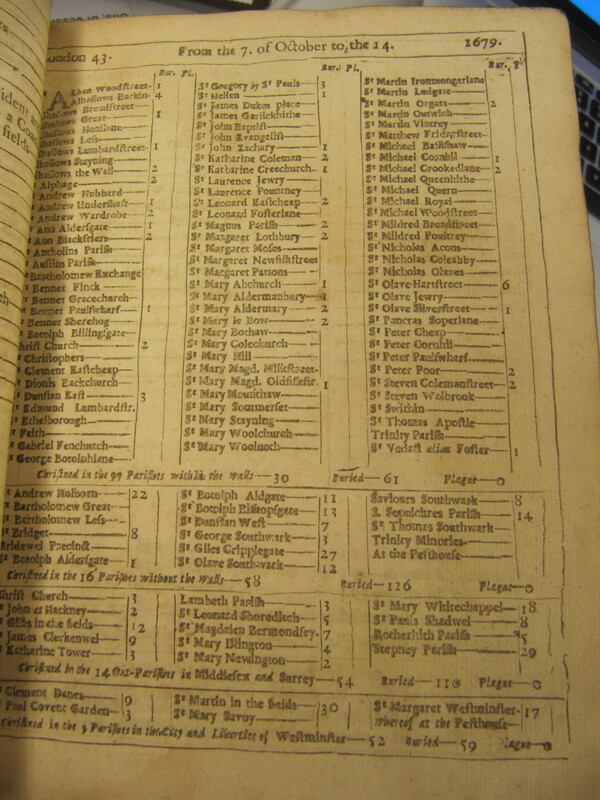 London 43. From the 7. of October to the 14. 1679.
Bur. Pl.
Alban Woodstreet 1
Alhallows Barkin 4
Alhallows Breadstreet
Alhallows Great 1
Alhallows Honilane
Alhallows Less
Alhallows Lumbardstreet 1
Alhallows Stayning
Alhallows the Wall 2
Alphage 2
Andrew Hubberd
Andrew Undershaft 1
Andrew Wardrobe 2
Ann Aldersgate 1
Ann Blackfriers 2
Antholins Parish
Austins Parish
Bartholomew Exchange
Bennet Finck
Bennet Gracechurch
Bennet Paulswharf 1
Bennet Sherehog
Botolph Billingsgate
Christ Church 2
Christophers
Clement Eastcheap
Dionis Backchurch
Dunstan East 3
Edmund Lumbardstr.
Ethelborough
Faith
Gabriel Fenchurch
George Botolphlane
Bur. Pl.
St Gregory by St Pauls 3
St Hellen 1
St James Dukes place
St James Garlickhithe
St John Baptist
St John Evangelist
St John Zachary 1
St Katharine Coleman 2
St Katharine Creechurch 1
St Laurence Jewry
St Laurence Pountney
St Leonard Eastcheap 2
St Leonard Fosterlane
St Magnus Parish 2
St Margaret Lothbury 2
St Margaret Moses
St Margaret Newfishstreet
St Margaret Pattons
St Mary Abchurch 1
St Mary Aldermanbury 1
St Mary Aldermary 2
St Mary le Bow 2
St Mary Bothaw
St Mary Colechurch
St Mary Hill
St Mary Magd. Milkstreet
St Mary Magd. Oldfishstr. 1
St Mary Mounthaw
St Mary Sommerset
St Mary Stayning
St Mary Woolchurch
St Mary Woolnoth
Bur. P
St Martin Ironmongerlane
St Martin Ludgate
St Martin Orgars 2
St Martin Outwich
St Martin Vintrey
St Matthew Fridaystreet
St Michael Bassishaw
St Michael Cornhil 1
St Michael Crookedlane 2
St Michael Queenhithe
St Michael Quern
St Michael Royal
St Michael Woodstreet
St Mildred Breadstreet
St Mildred Poultrey
St Nicholas Acons
St Nicholas Coleabby
St Nicholas Olaves
St Olave Hartstreet 6
St Olave Jewry
St Olave Silverstreet 1
St Pancras Soperlane
St Peter Cheap
St Peter Cornhil
St Peter Paulswharf
St Peter Poor 2
St Steven Colemanstreet 2
St Steven Walbrook
St Swithin
St Thomas Apostle
Trinity Parish
St Vedast alias Foster 1
Christned in the 97 Parishes within the walls 30 Buried 61 Plague 0
St Andrew Holborn 22
Bartholomew Great
Bartholomew Less
Bridget 8
Bridewel Precinct
St Botolph Aldersgate 1
St Botolph Aldgate 11
St Botolph Bishopsgate 13
St Dunstan West 7
St George Southwark 3
St Giles Cripplegate 27
St Olave Southwark 12
Saviours Southwark 8
S. Sepulchres Parish 14
St Thomas Southwark
Trinity Minories
At the Pesthouse
Christned in the 16 Parishes without the Walls 58 Buried 126 Plague 0
Christ Church 3
John at Hackney 2
Giles in the fields 12
James Clerkenwel 9
Katharine Tower 3
Lambeth Parish 3
St Leonard Shoreditch 5
St Magdalen Bermondsey 7
St Mary Islington 4
St Mary Newington 2
St Mary Whitechappel 18
St Pauls Shadwel 8
Rotherhith Parish 5
Stepney Parish 29
Christned in the 14 Out-Parishes in Middlesex and Surrey 54 Buried 110 Plague 0
Clement Danes 9
Paul Covent Garden 3
St Martin in the fields 30
St Mary Savoy
St Margaret Westminster 17
Whereof at the Pesthouse
Christned in the 5 Parishes in the City and Liberties of Westminster 52 Buried 59 Plague 0